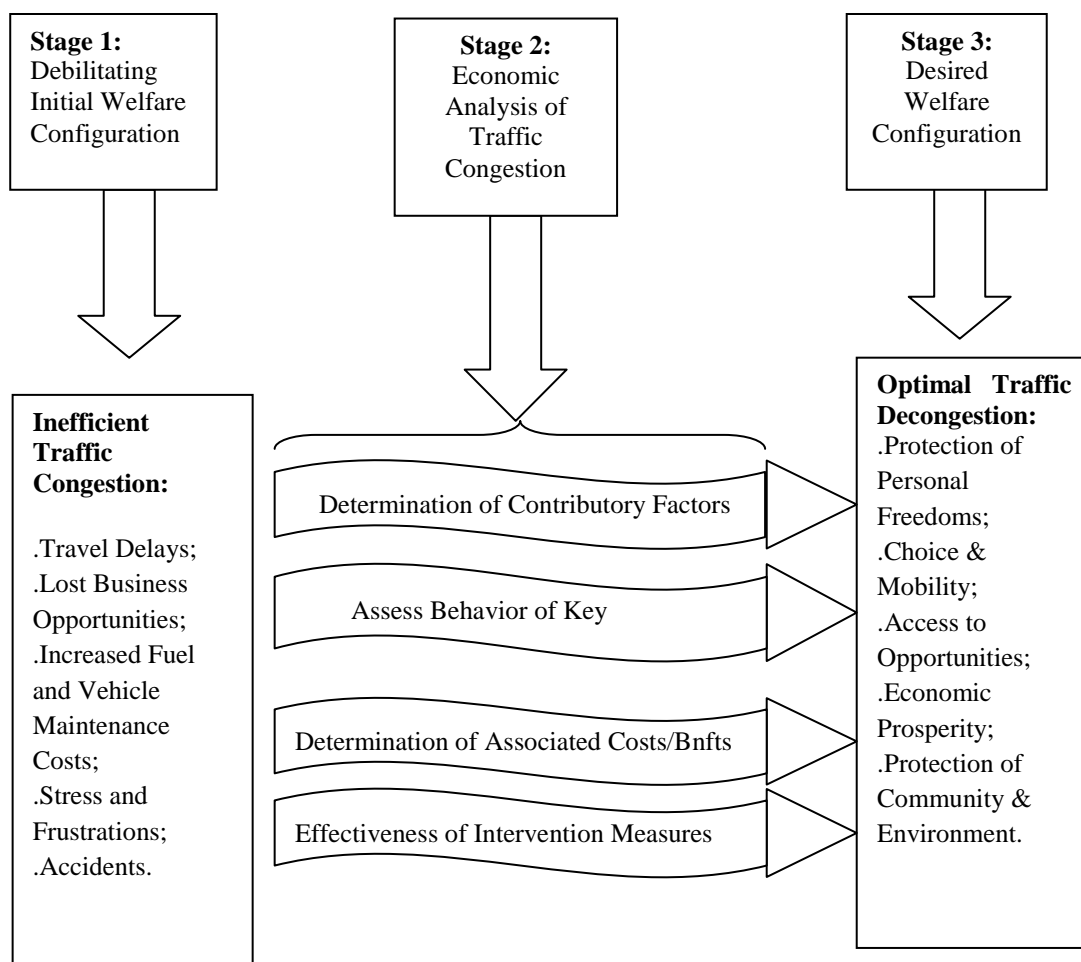 Stage 1:
Debilitating
Initial Welfare
Configuration
Stage 2:
Economic
Analysis of
Traffic
Congestion
Stage 3:
Desired
Welfare
Configuration
Inefficient
Traffic
Congestion:
.Travel Delays;
.Lost Business
Opportunities;
.Increased Fuel
and Vehicle
Maintenance
Costs;
.Stress and
Frustrations;
.Accidents.
Determination of Contributory Factors
Assess Behavior of Key
Determination of Associated Costs/Bnfts
Effectiveness of Intervention Measures
Optimal Traffic
Decongestion:
.Protection of
Personal
Freedoms;
.Choice &
Mobility;
.Access to
Opportunities;
.Economic
Prosperity;
.Protection of
Community &
Environment.